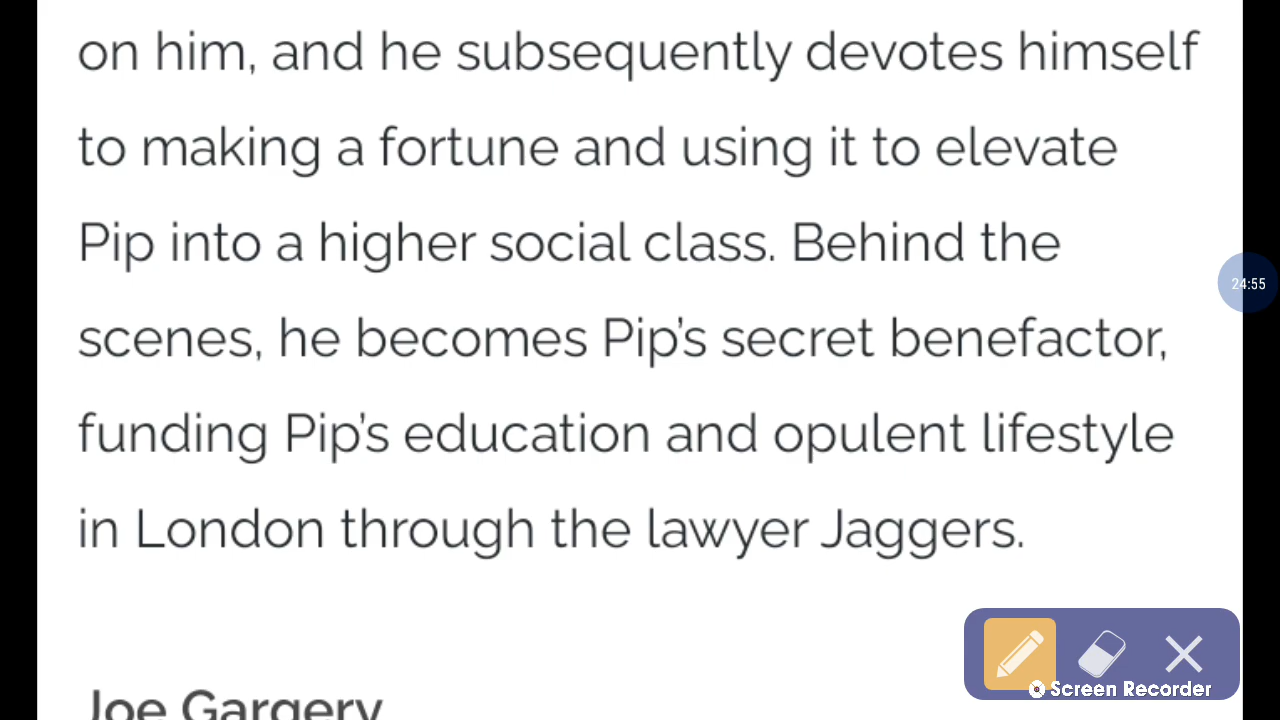 on him, and he subsequently devotes himself
to making a fortune and using it to elevate
Pip into a higher social class. Behind the
scenes, he becomes Pip's secret benefactor,
funding Pip's education and opulent lifestyle
in London through the lawyer Jaggers.
24:55
Screen Recorder
Joe Gargery